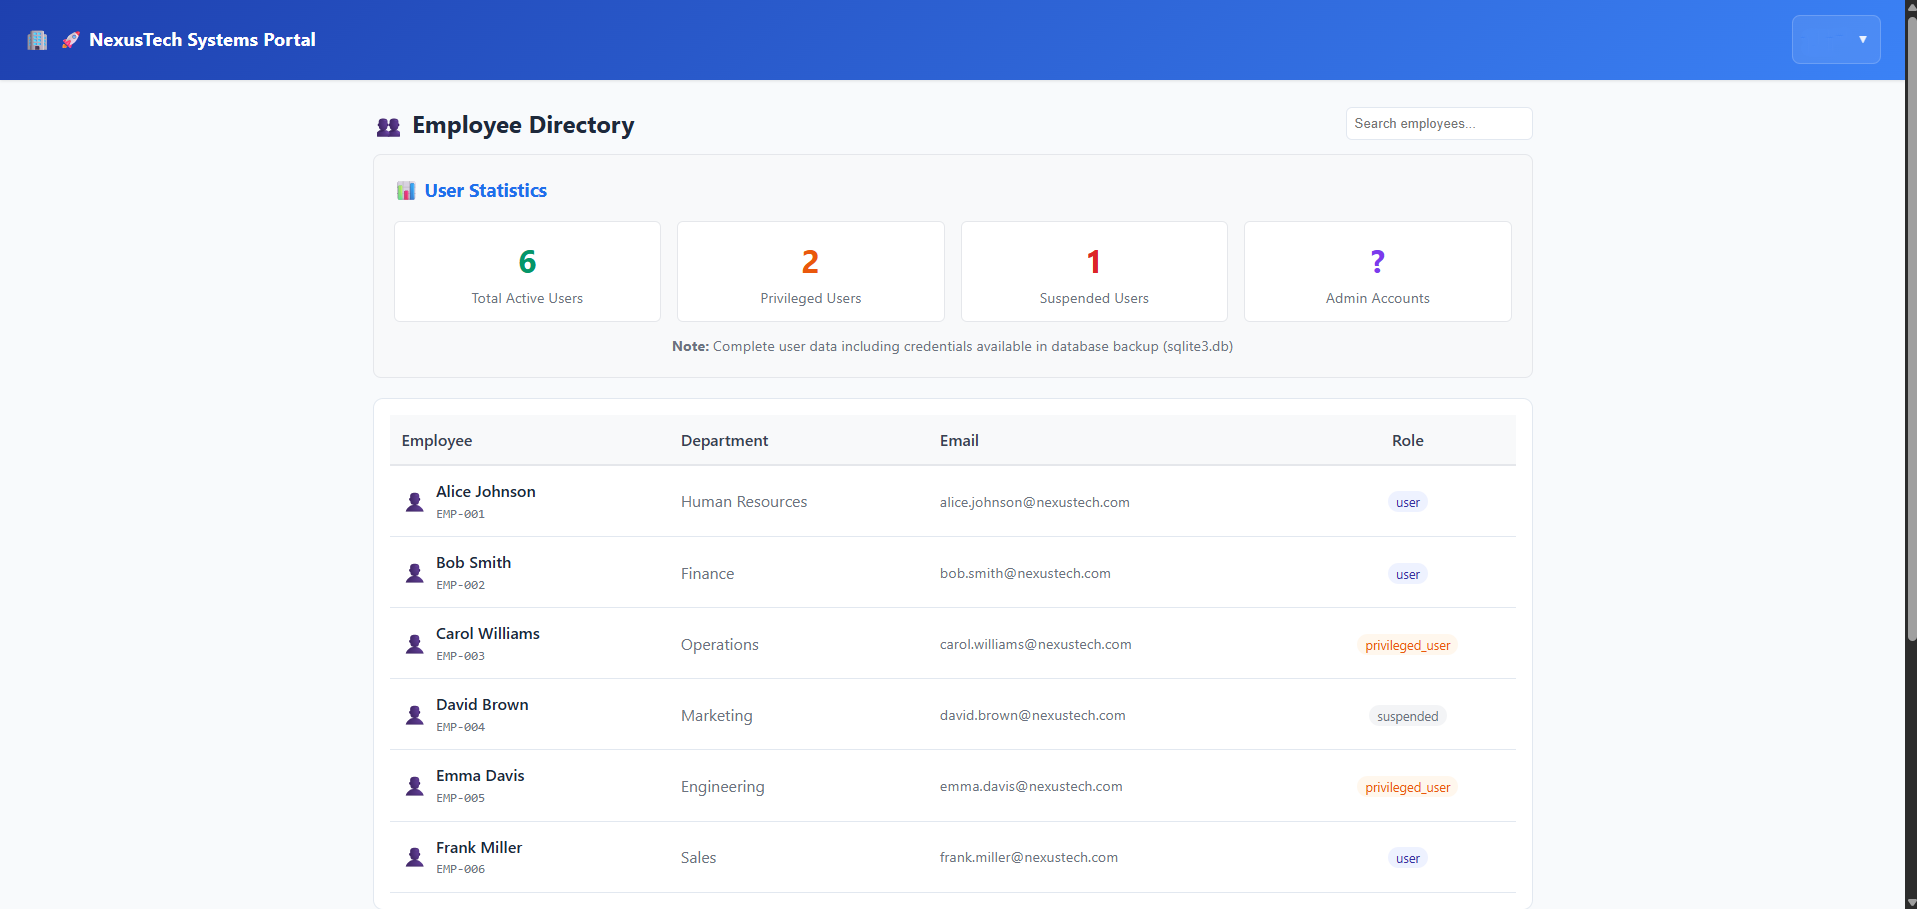 NexusTech Systems Portal
Employee Directory
Search employees...
User Statistics
6
Total Active Users
2
Privileged Users
1
Suspended Users
?
Admin Accounts
Note: Complete user data including credentials available in database backup (sqlite3.db)
Employee Department Email Role
Alice Johnson
EMP-001
Human Resources
alice.johnson@nexustech.com
user
Bob Smith
EMP-002
Finance
bob.smith@nexustech.com
user
Carol Williams
EMP-003
Operations
carol.williams@nexustech.com
privileged_user
David Brown
EMP-004
Marketing
david.brown@nexustech.com
suspended
Emma Davis
EMP-005
Engineering
emma.davis@nexustech.com
privileged_user
Frank Miller
EMP-006
Sales
frank.miller@nexustech.com
user